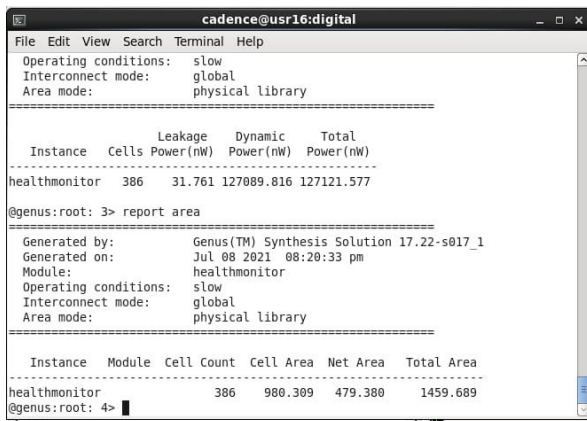 cadence@usr16:digital
File Edit View Search Terminal Help
  Operating conditions:   slow
  Interconnect mode:      global
  Area mode:              physical library
============================================================
                     Leakage    Dynamic     Total
   Instance   Cells Power(nW)  Power(nW)  Power(nW)
-----------------------------------------------------
healthmonitor   386    31.761 127089.816 127121.577
@genus:root: 3> report area
============================================================
  Generated by:           Genus(TM) Synthesis Solution 17.22-s017_1
  Generated on:           Jul 08 2021  08:20:33 pm
  Module:                 healthmonitor
  Operating conditions:   slow
  Interconnect mode:      global
  Area mode:              physical library
============================================================
   Instance   Module  Cell Count  Cell Area  Net Area   Total Area
--------------------------------------------------------------------
healthmonitor                386    980.309   479.380     1459.689
@genus:root: 4>